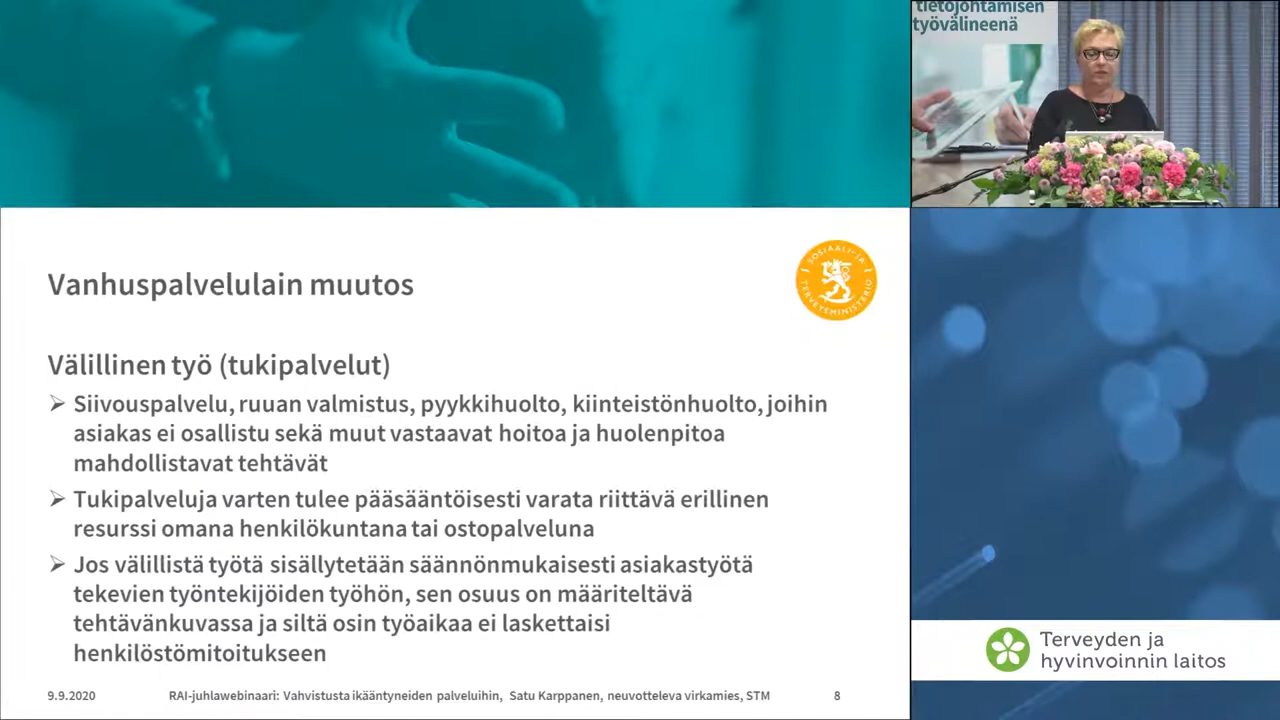 tietojohtamisen
työvälineenä
SOSIAALI- JA
TERVEYSMINISTERIÖ
Vanhuspalvelulain muutos
Välillinen työ (tukipalvelut)
Siivouspalvelu, ruuan valmistus, pyykkihuolto, kiinteistönhuolto, joihin
asiakas ei osallistu sekä muut vastaavat hoitoa ja huolenpitoa
mahdollistavat tehtävät
Tukipalveluja varten tulee pääsääntöisesti varata riittävä erillinen
resurssi omana henkilökuntana tai ostopalveluna
Jos välillistä työtä sisällytetään säännönmukaisesti asiakastyötä
tekevien työntekijöiden työhön, sen osuus on määriteltävä
tehtävänkuvassa ja siltä osin työaikaa ei laskettaisi
henkilöstömitoitukseen
9.9.2020 RAI-juhlawebinaari: Vahvistusta ikääntyneiden palveluihin, Satu Karppanen, neuvotteleva virkamies, STM 8
Terveyden ja
hyvinvoinnin laitos